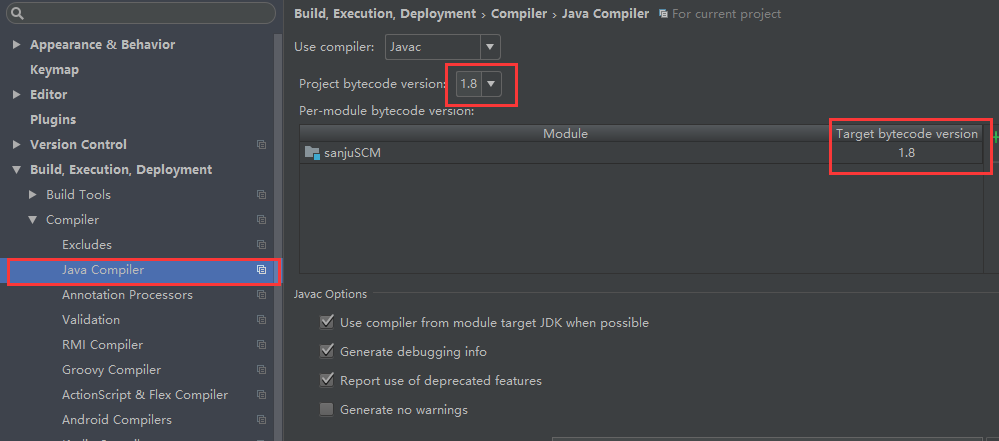 Build, Execution, Deployment › Compiler › Java Compiler For current project
Appearance & Behavior
Keymap
Editor
Plugins
Version Control
Build, Execution, Deployment
Build Tools
Compiler
Excludes
Java Compiler
Annotation Processors
Validation
RMI Compiler
Groovy Compiler
ActionScript & Flex Compiler
Android Compilers
Use compiler: Javac
Project bytecode version: 1.8
Per-module bytecode version:
Module Target bytecode version
sanjuSCM 1.8
Javac Options
Use compiler from module target JDK when possible
Generate debugging info
Report use of deprecated features
Generate no warnings